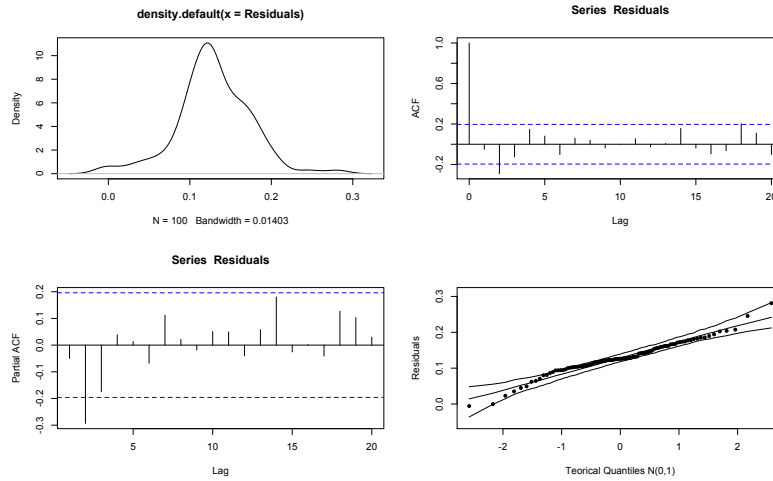 density.default(x = Residuals)
Density
0 2 4 6 8 10
0.0 0.1 0.2 0.3
N = 100 Bandwidth = 0.01403
Series Residuals
ACF
-0.2 0.2 0.6 1.0
0 5 10 15 20
Lag
Series Residuals
Partial ACF
-0.3 -0.2 -0.1 0.0 0.1 0.2
5 10 15 20
Lag
Residuals
0.0 0.1 0.2 0.3
-2 -1 0 1 2
Teorical Quantiles N(0,1)